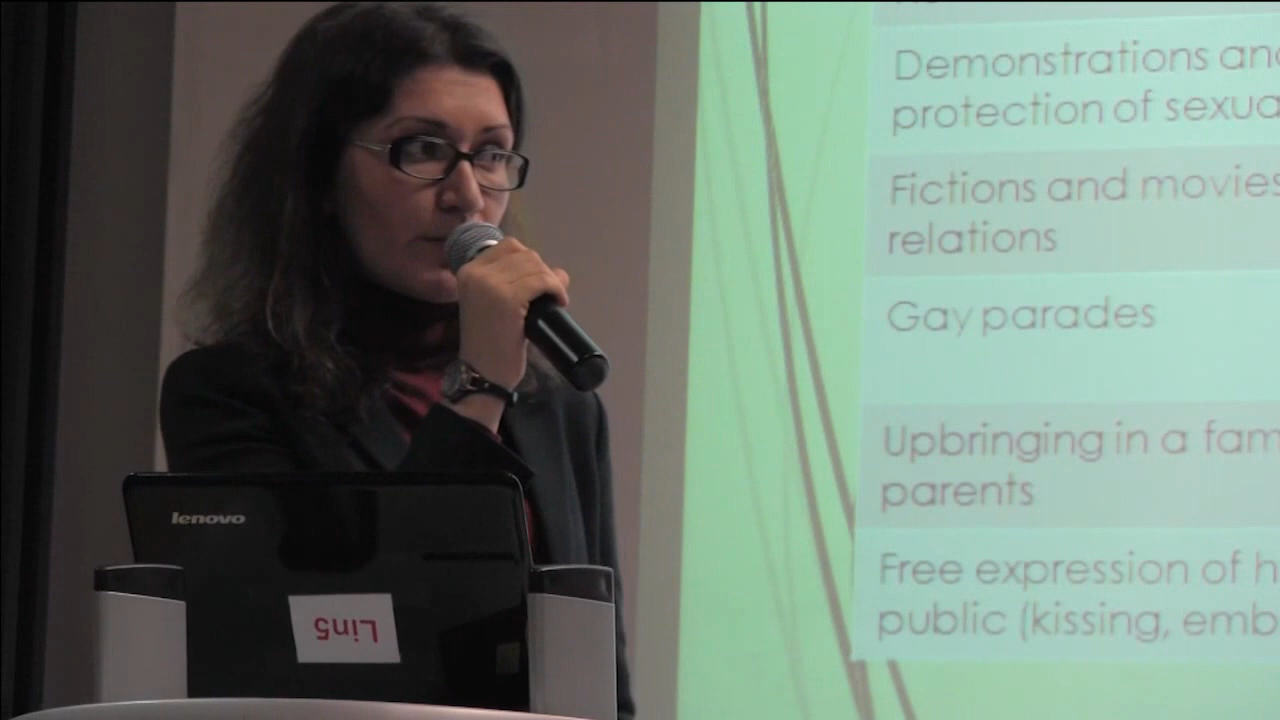 Demonstrations and
protection of sexua
Fictions and movies
relations
Gay parades
Upbringing in a fam
parents
Free expression of h
public (kissing, emb
lenovo
Lin5